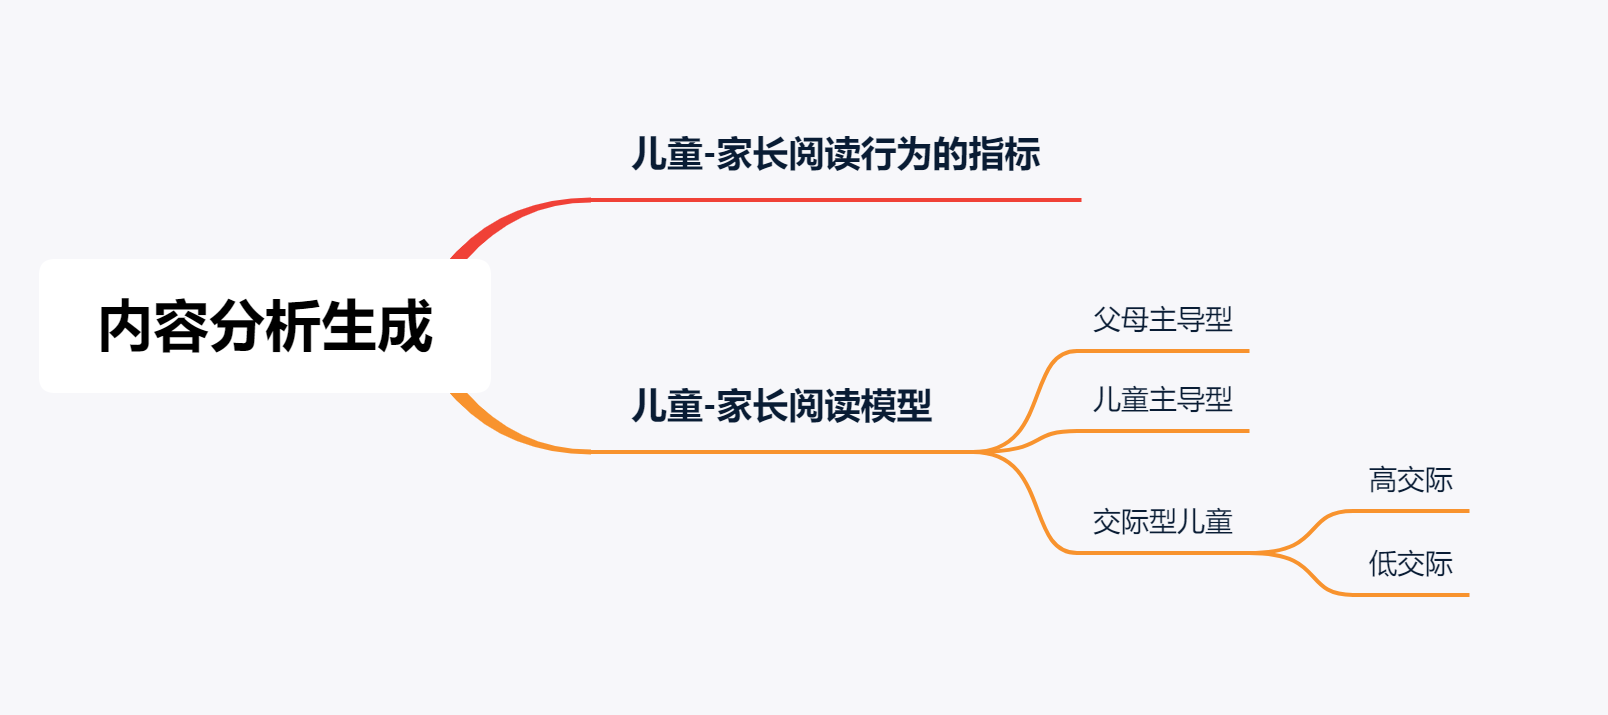 儿童-家长阅读行为的指标
内容分析生成
儿童-家长阅读模型
父母主导型
儿童主导型
交际型儿童
高交际
低交际